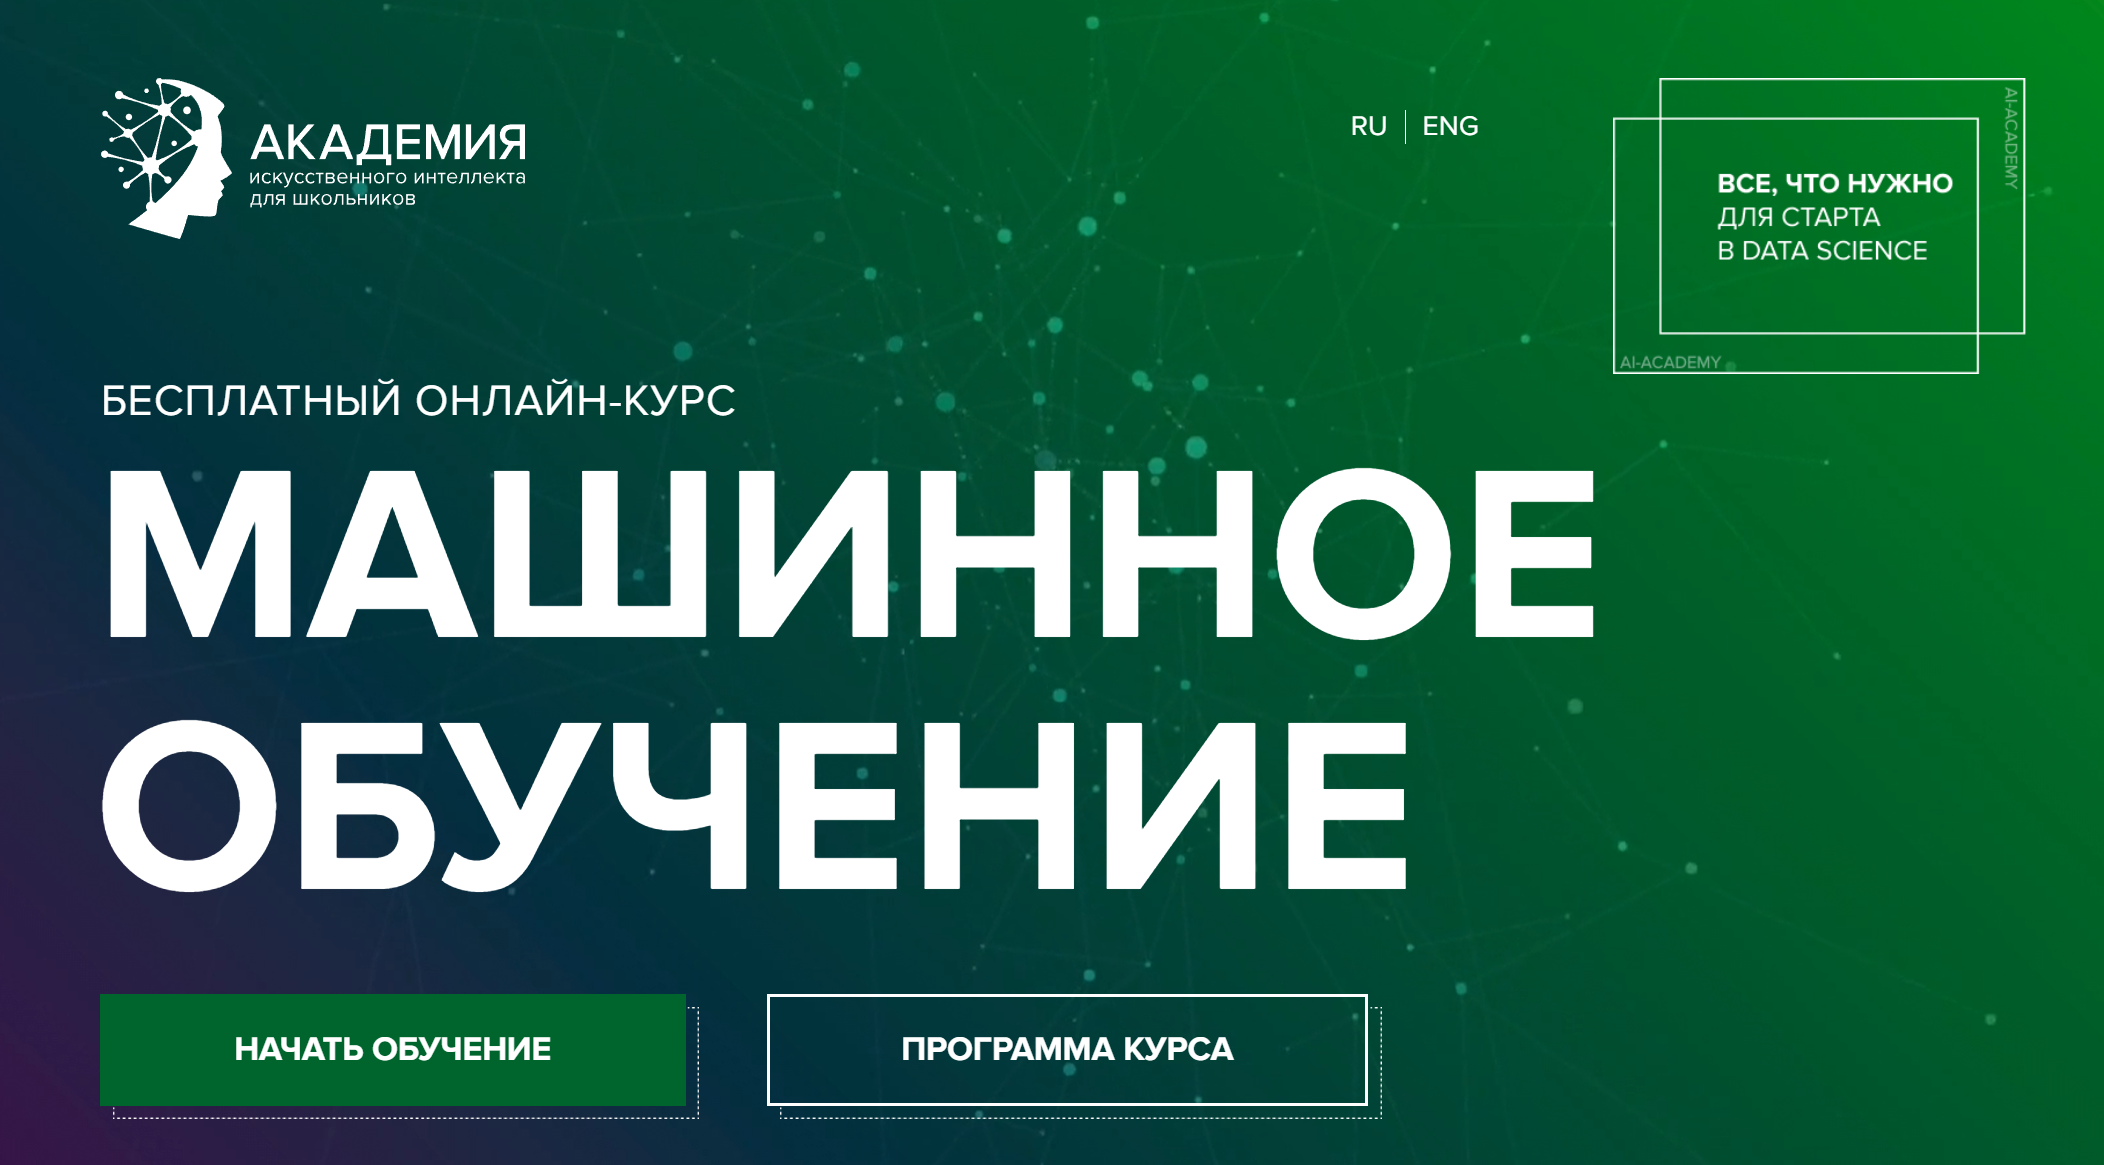 АКАДЕМИЯ
искусственного интеллекта
для школьников
RU | ENG
AI-ACADEMY
ВСЕ, ЧТО НУЖНО
ДЛЯ СТАРТА
В DATA SCIENCE
AI-ACADEMY
БЕСПЛАТНЫЙ ОНЛАЙН-КУРС
МАШИННОЕ
ОБУЧЕНИЕ
НАЧАТЬ ОБУЧЕНИЕ
ПРОГРАММА КУРСА